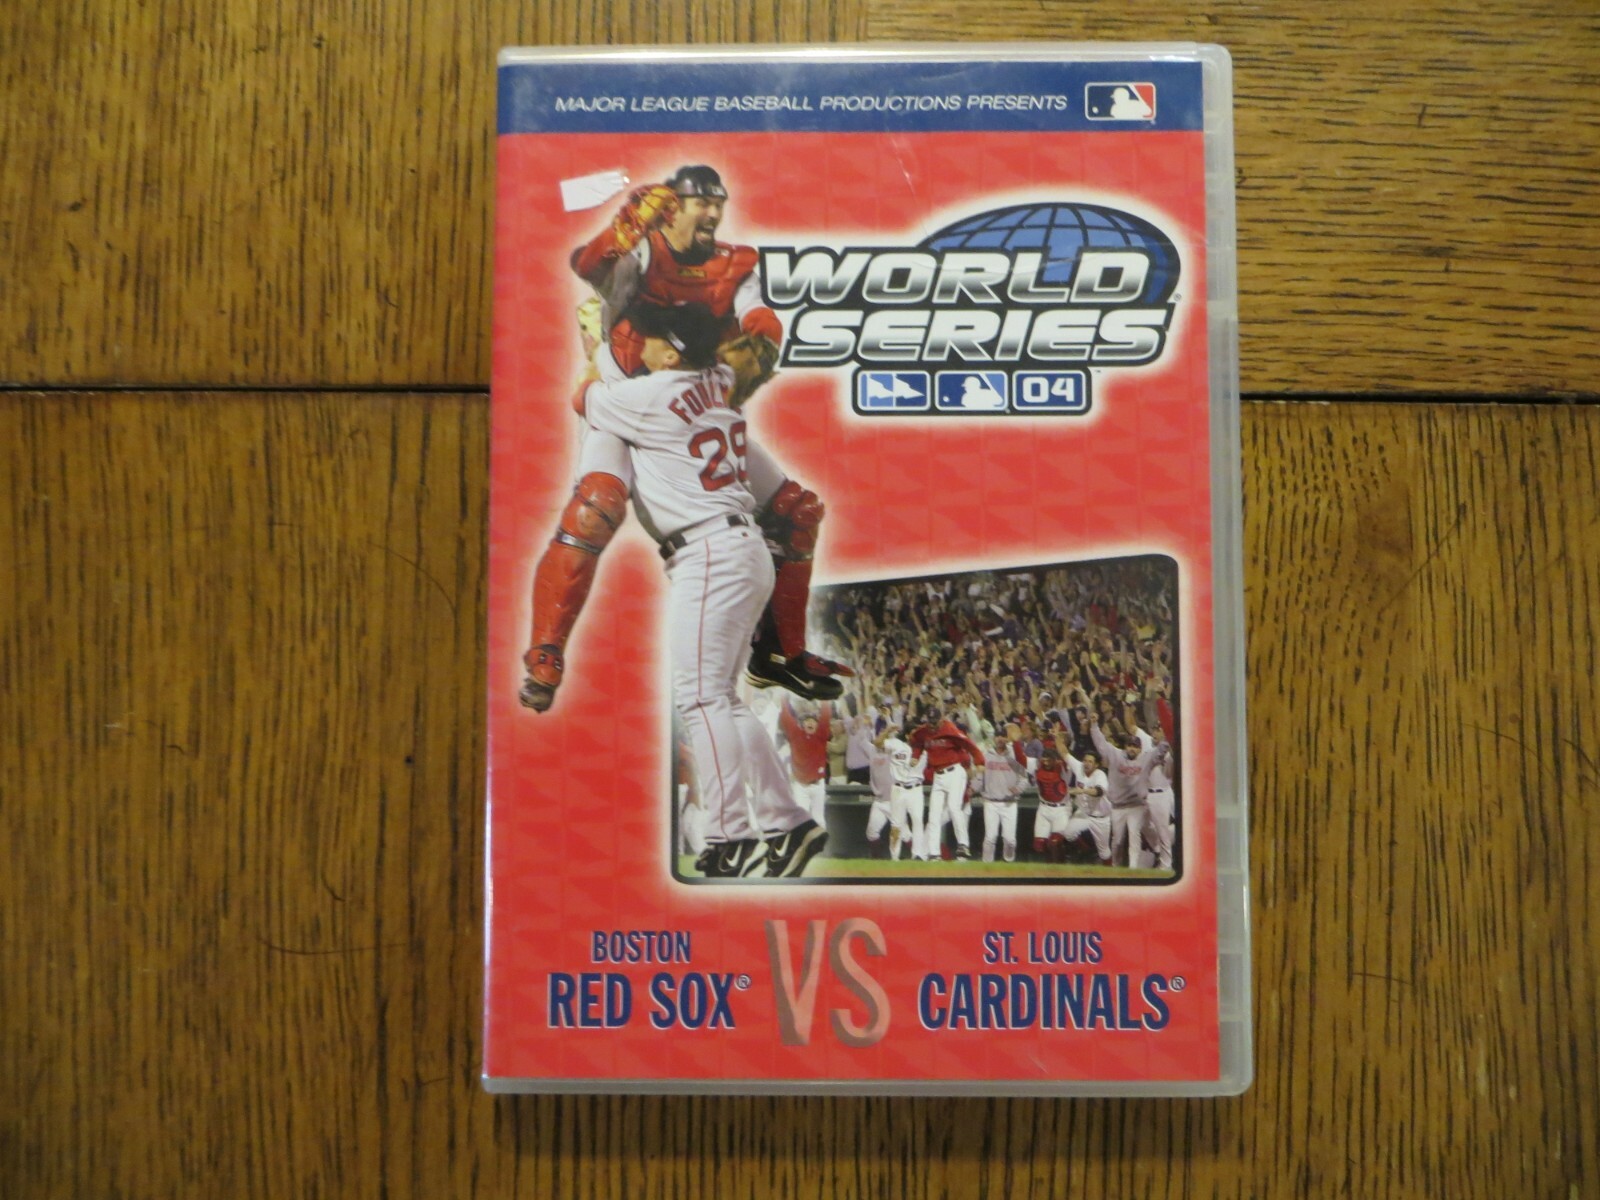 MAJOR LEAGUE BASEBALL PRODUCTIONS PRESENTS
WORLD
SERIES
04
29
BOSTON
RED SOX®
VS
ST. LOUIS
CARDINALS®